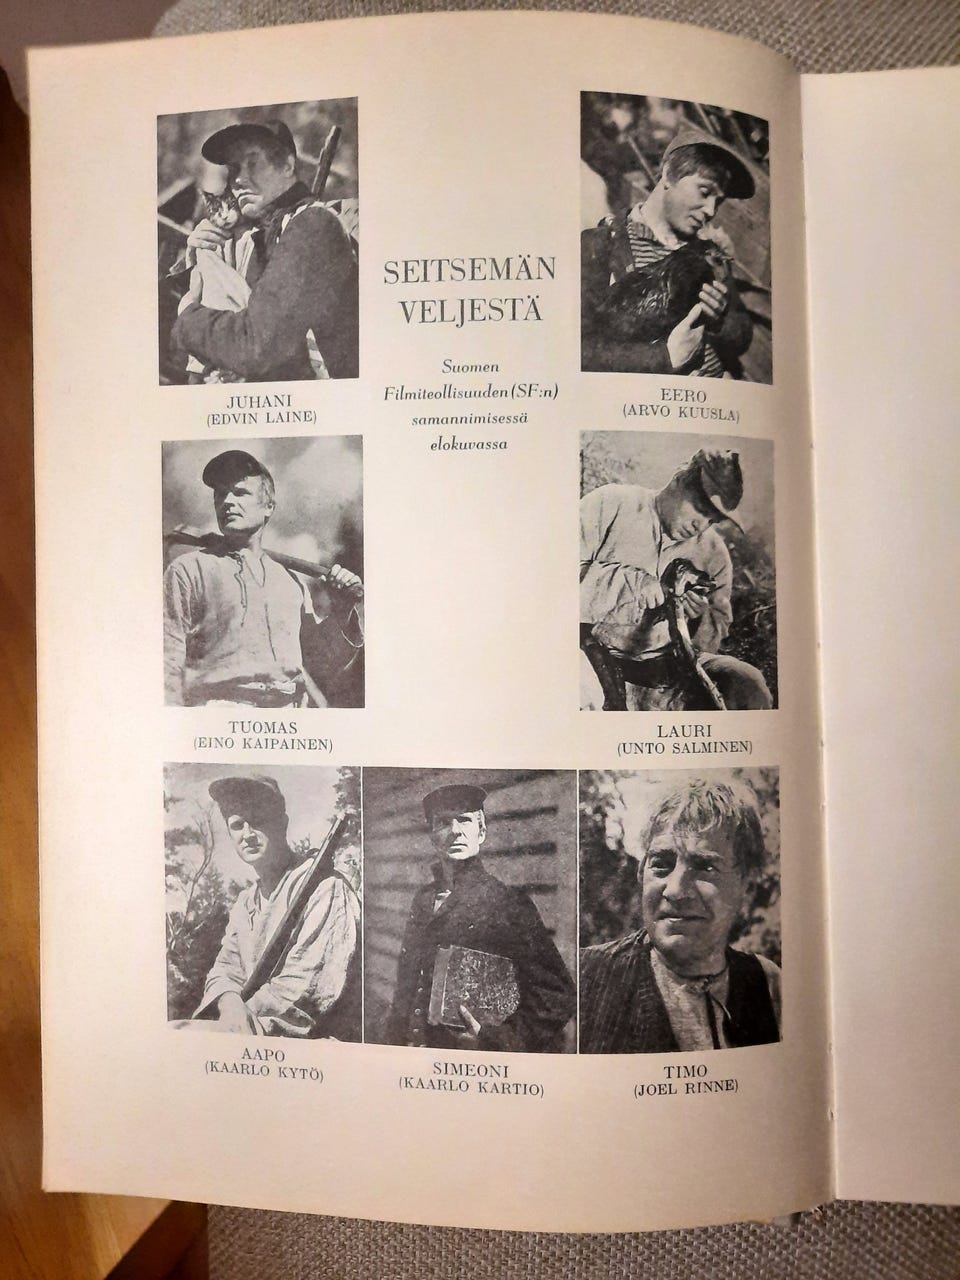 SEITSEMÄN
VELJESTÄ
Suomen
Filmiteollisuuden (SF:n)
samannimisessä
elokuvassa
JUHANI
(EDVIN LAINE)
EERO
(ARVO KUUSLA)
TUOMAS
(EINO KAIPAINEN)
LAURI
(UNTO SALMINEN)
AAPO
(KAARLO KYTÖ)
SIMEONI
(KAARLO KARTIO)
TIMO
(JOEL RINNE)